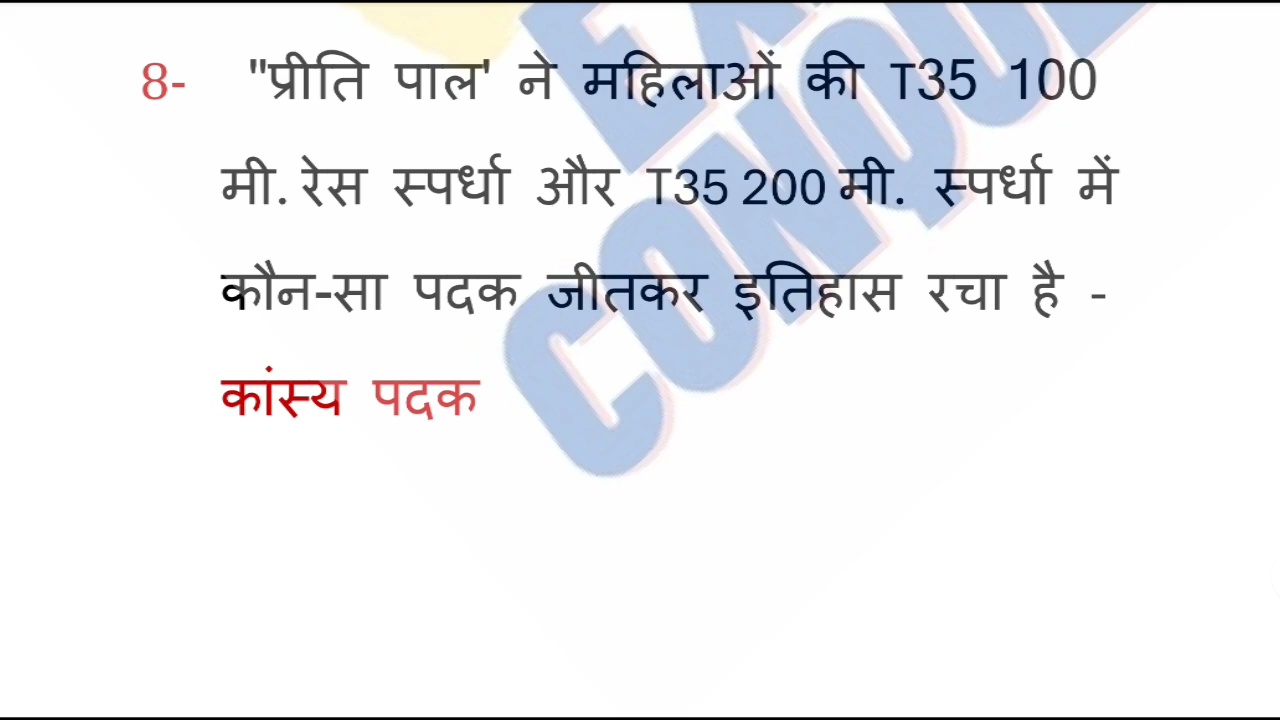 8- "प्रीति पाल' ने महिलाओं की T35 100
मी. रेस स्पर्धा और T35 200 मी. स्पर्धा में
कौन-सा पदक जीतकर इतिहास रचा है -
कांस्य पदक